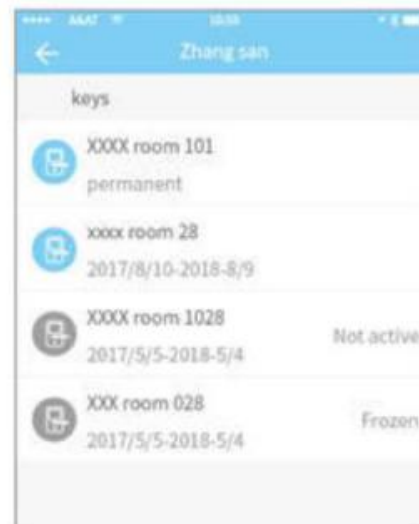 Zhang san
keys
XXXX room 101
permanent
xxxx room 28
2017/8/10-2018-8/9
XXXX room 1028
Not active
2017/5/5-2018-5/4
XXX room 028
Frozen
2017/5/5-2018-5/4